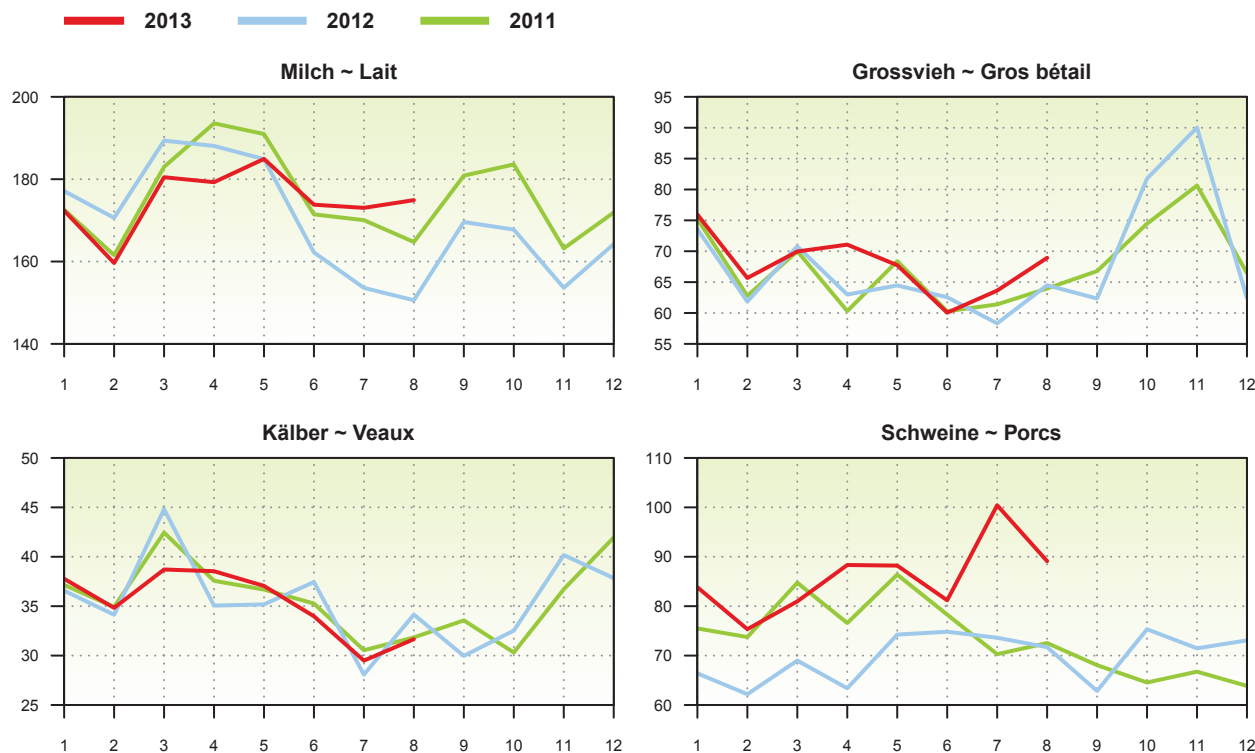 2013 2012 2011
Milch ~ Lait
200
180
160
140
1 2 3 4 5 6 7 8 9 10 11 12
Grossvieh ~ Gros bétail
95
90
85
80
75
70
65
60
55
1 2 3 4 5 6 7 8 9 10 11 12
Kälber ~ Veaux
50
45
40
35
30
25
1 2 3 4 5 6 7 8 9 10 11 12
Schweine ~ Porcs
110
100
90
80
70
60
1 2 3 4 5 6 7 8 9 10 11 12